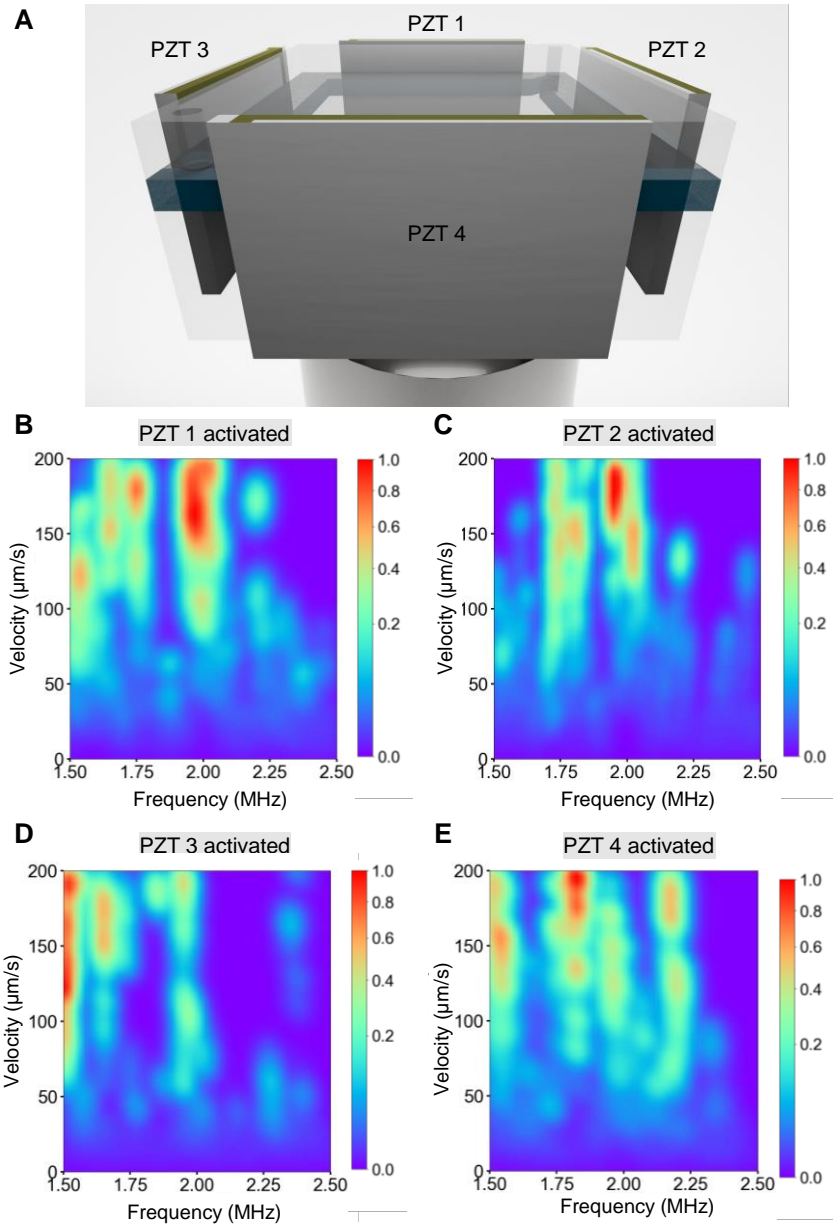 A
PZT 1
PZT 3
PZT 2
PZT 4
B
PZT 1 activated
C
PZT 2 activated
200
150
100
50
0
Velocity (µm/s)
1.50 1.75 2.00 2.25 2.50
Frequency (MHz)
1.0
0.8
0.6
0.4
0.2
0.0
200
150
100
50
0
Velocity (µm/s)
1.50 1.75 2.00 2.25 2.50
Frequency (MHz)
1.0
0.8
0.6
0.4
0.2
0.0
D
PZT 3 activated
E
PZT 4 activated
200
150
100
50
0
Velocity (µm/s)
1.50 1.75 2.00 2.25 2.50
Frequency (MHz)
1.0
0.8
0.6
0.4
0.2
0.0
200
150
100
50
0
Velocity (µm/s)
1.50 1.75 2.00 2.25 2.50
Frequency (MHz)
1.0
0.8
0.6
0.4
0.2
0.0